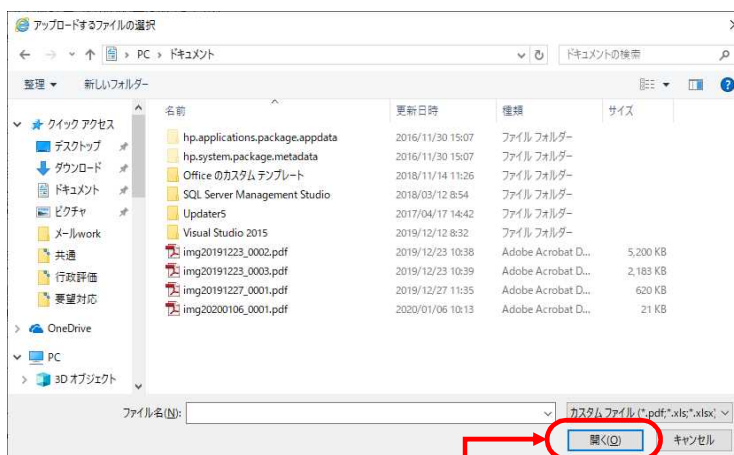 アップロードするファイルの選択
PC › ドキュメント
ドキュメントの検索
整理 新しいフォルダー
名前 更新日時 種類 サイズ
クイック アクセス
デスクトップ
ダウンロード
ドキュメント
ピクチャ
メールwork
共通
行政評価
要望対応
OneDrive
PC
3D オブジェクト
hp.applications.package.appdata 2016/11/30 15:07 ファイル フォルダー
hp.system.package.metadata 2016/11/30 15:07 ファイル フォルダー
Office のカスタム テンプレート 2018/11/14 11:26 ファイル フォルダー
SQL Server Management Studio 2018/03/12 8:54 ファイル フォルダー
Updater5 2017/04/17 14:42 ファイル フォルダー
Visual Studio 2015 2019/12/12 8:32 ファイル フォルダー
img20191223_0002.pdf 2019/12/23 10:38 Adobe Acrobat D... 5,200 KB
img20191223_0003.pdf 2019/12/23 10:39 Adobe Acrobat D... 2,183 KB
img20191227_0001.pdf 2019/12/27 11:35 Adobe Acrobat D... 620 KB
img20200106_0001.pdf 2020/01/06 10:13 Adobe Acrobat D... 21 KB
ファイル名(N): カスタム ファイル (*.pdf;*.xls;*.xlsx;
開く(O) キャンセル